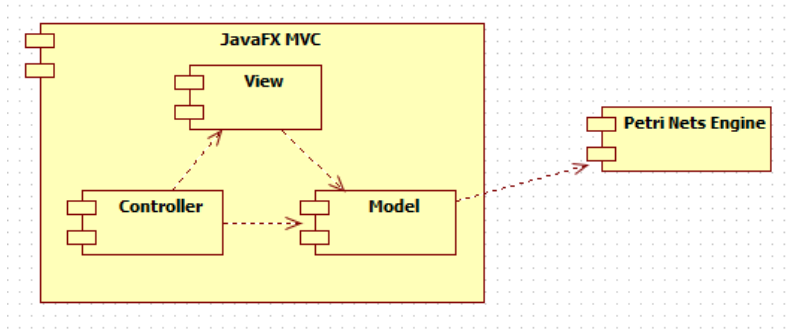 JavaFX MVC
View
Petri Nets Engine
Controller
Model